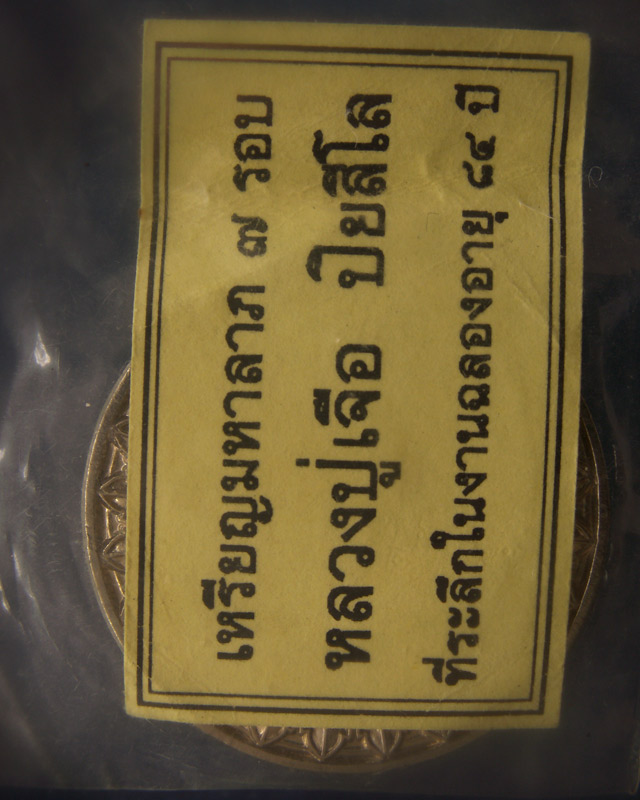 เหรียญมหาลาภ ๗ รอบ
หลวงปู่เจือ ปิยสีโล
ที่ระลึกในงานฉลองอายุ ๘๔ ปี